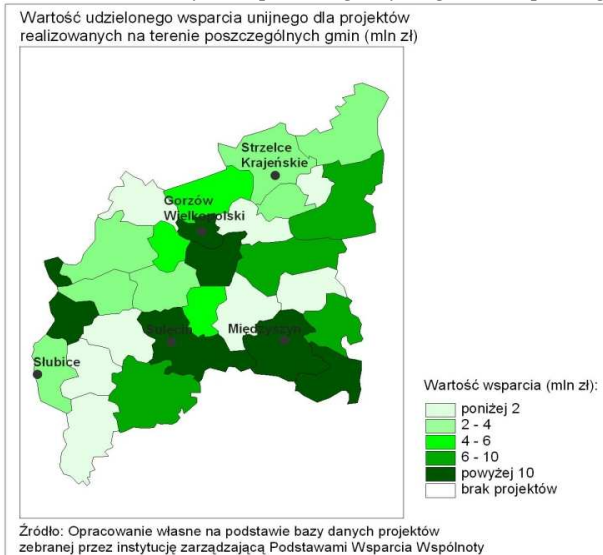 Wartość udzielonego wsparcia unijnego dla projektów
realizowanych na terenie poszczególnych gmin (mln zł)
Strzelce
Krajeńskie
Gorzów
Wielkopolski
Sulęcin
Międzyszyn
Słubice
Wartość wsparcia (mln zł):
poniżej 2
2 - 4
4 - 6
6 - 10
powyżej 10
brak projektów
Źródło: Opracowanie własne na podstawie bazy danych projektów
zebranej przez instytucję zarządzającą Podstawami Wsparcia Wspólnoty